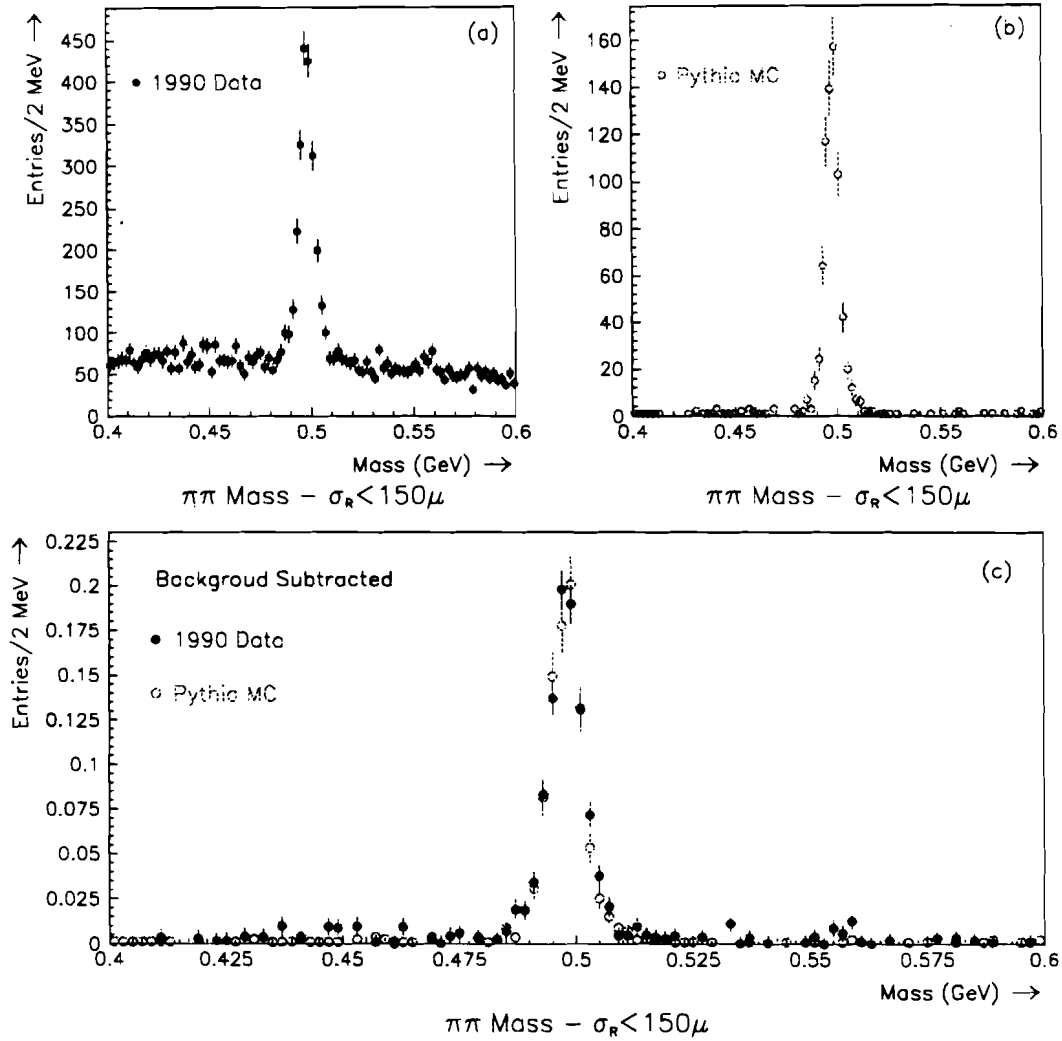 (a)
Entries/2 MeV →
450
400
350
300
250
200
150
100
50
0
1990 Data
0.4
0.45
0.5
0.55
0.6
Mass (GeV) →
ππ Mass – σR<150μ
(b)
Entries/2 MeV →
160
140
120
100
80
60
40
20
0
Pythia MC
0.4
0.45
0.5
0.55
0.6
Mass (GeV) →
ππ Mass – σR<150μ
(c)
Entries/2 MeV →
0.225
0.2
0.175
0.15
0.125
0.1
0.075
0.05
0.025
0
Backgroud Subtracted
1990 Data
Pythia MC
0.4
0.425
0.45
0.475
0.5
0.525
0.55
0.575
0.6
Mass (GeV) →
ππ Mass – σR<150μ